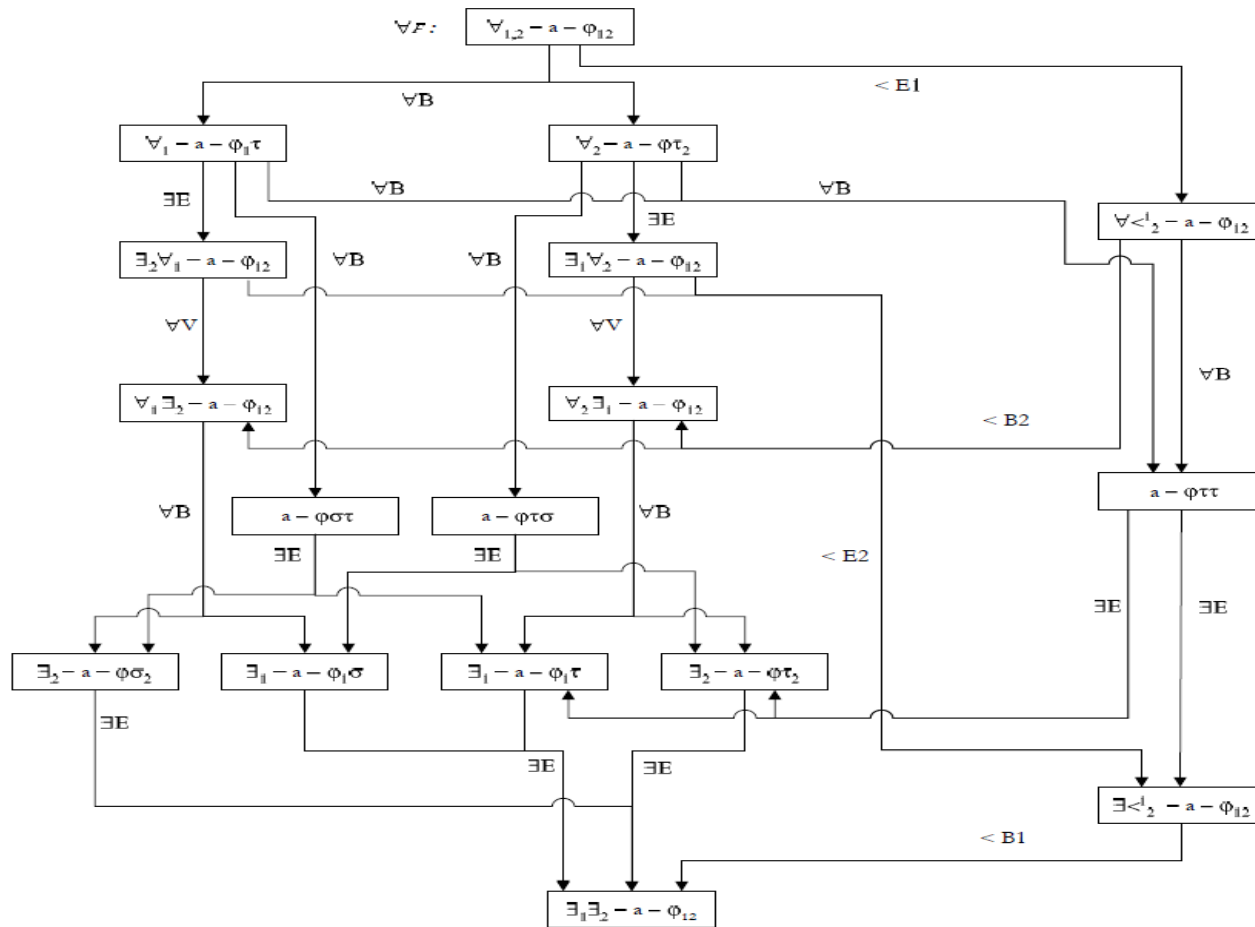 ∀F: ∀₁,₂ – a – φ₁₂
< E1
∀B
∀₁ – a – φ₁τ
∀₂ – a – φτ₂
∀B
∀B
∃E
∃E
∀<¹₂ – a – φ₁₂
∃₂∀₁ – a – φ₁₂
∀B
∀B
∃₁∀₂ – a – φ₁₂
∀V
∀V
∀B
∀₁∃₂ – a – φ₁₂
∀₂∃₁ – a – φ₁₂
< B2
a – φττ
∀B
a – φστ
a – φτσ
∀B
∃E
∃E
< E2
∃E
∃E
∃₂ – a – φσ₂
∃₁ – a – φ₁σ
∃₁ – a – φ₁τ
∃₂ – a – φτ₂
∃E
∃E
∃E
∃<¹₂ – a – φ₁₂
< B1
∃₁∃₂ – a – φ₁₂